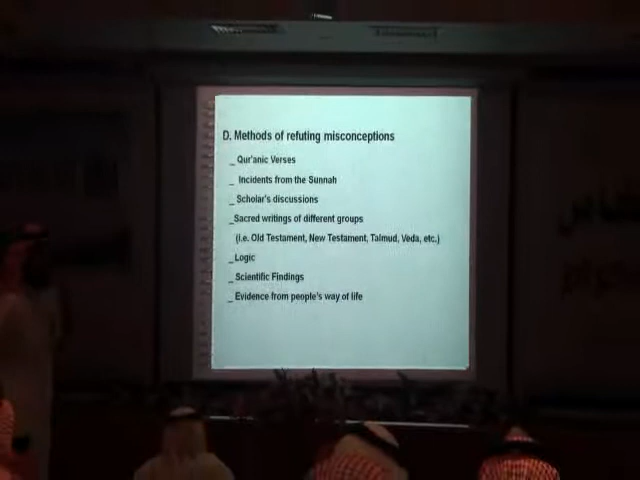 D. Methods of refuting misconceptions
_ Qur'anic Verses
_ Incidents from the Sunnah
_ Scholar's discussions
_Sacred writings of different groups
(i.e. Old Testament, New Testament, Talmud, Veda, etc.)
_Logic
_ Scientific Findings
_ Evidence from people's way of life